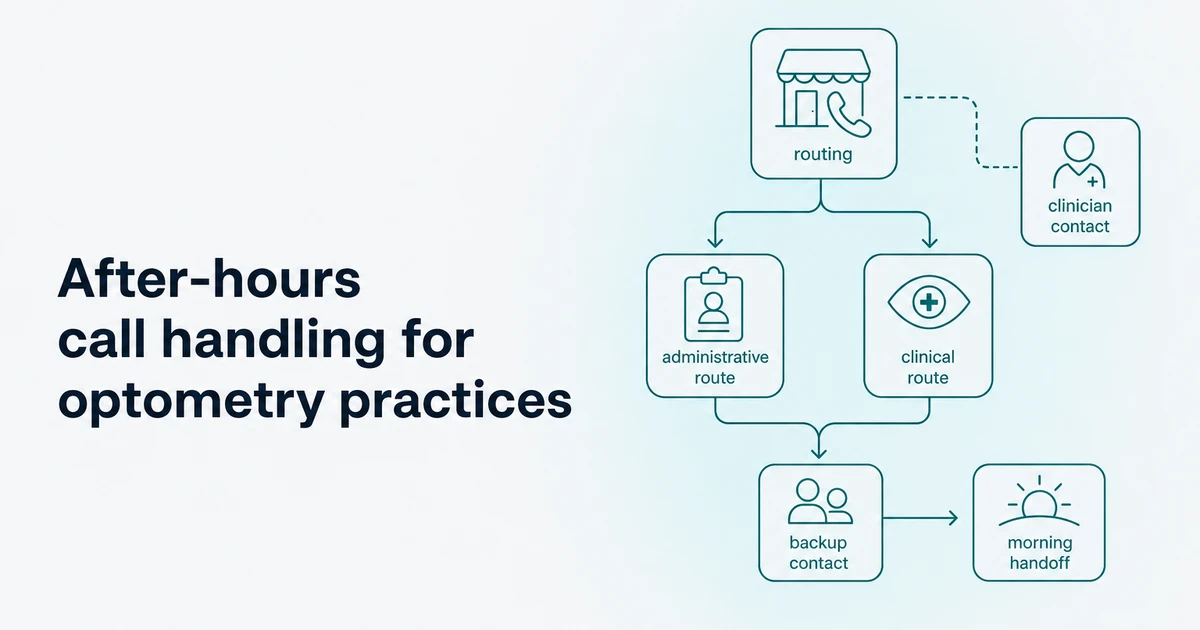 After-hours
call handling for
optometry practices
routing
clinician
contact
administrative
route
clinical
route
backup
contact
morning
handoff